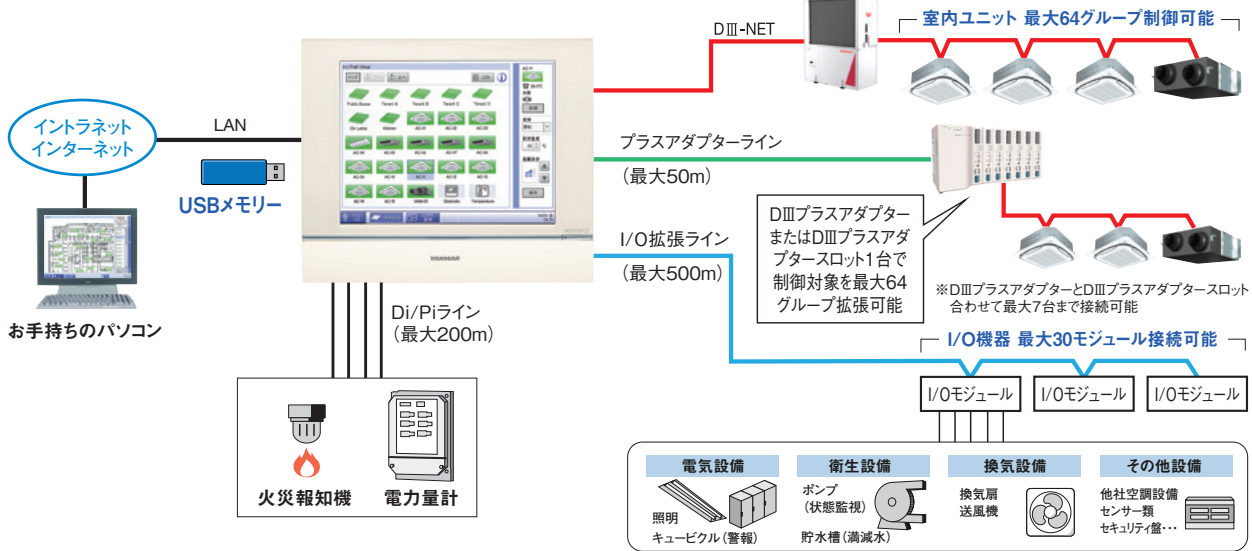 DⅢ-NET
室内ユニット 最大64グループ制御可能
イントラネット
インターネット
LAN
USBメモリー
お手持ちのパソコン
トップ
Public Space
Tenant A
Tenant B
Tenant C
Tenant D
YANMAR
プラスアダプターライン
(最大50m)
DⅢプラスアダプター
またはDⅢプラスアダ
プタースロット1台で
制御対象を最大64
グループ拡張可能
※DⅢプラスアダプターとDⅢプラスアダプタースロット
合わせて最大7台まで接続可能
I/O拡張ライン
(最大500m)
I/O機器 最大30モジュール接続可能
I/Oモジュール
I/Oモジュール
I/Oモジュール
Di/Piライン
(最大200m)
火災報知機
電力量計
電気設備
照明
キュービクル(警報)
衛生設備
ポンプ
(状態監視)
貯水槽(満減水)
換気設備
換気扇
送風機
その他設備
他社空調設備
センサー類
セキュリティ盤…